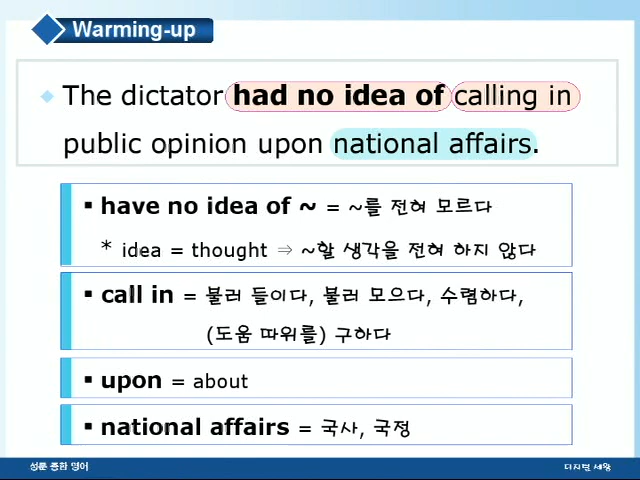 Warming-up
The dictator had no idea of calling in
public opinion upon national affairs.
▪ have no idea of ~ = ~를 전혀 모르다
* idea = thought ⇒ ~할 생각을 전혀 하지 않다
▪ call in = 불러 들이다, 불러 모으다, 수렴하다,
(도움 따위를) 구하다
▪ upon = about
▪ national affairs = 국사, 국정
성문 종합 영어
디지털 세왕